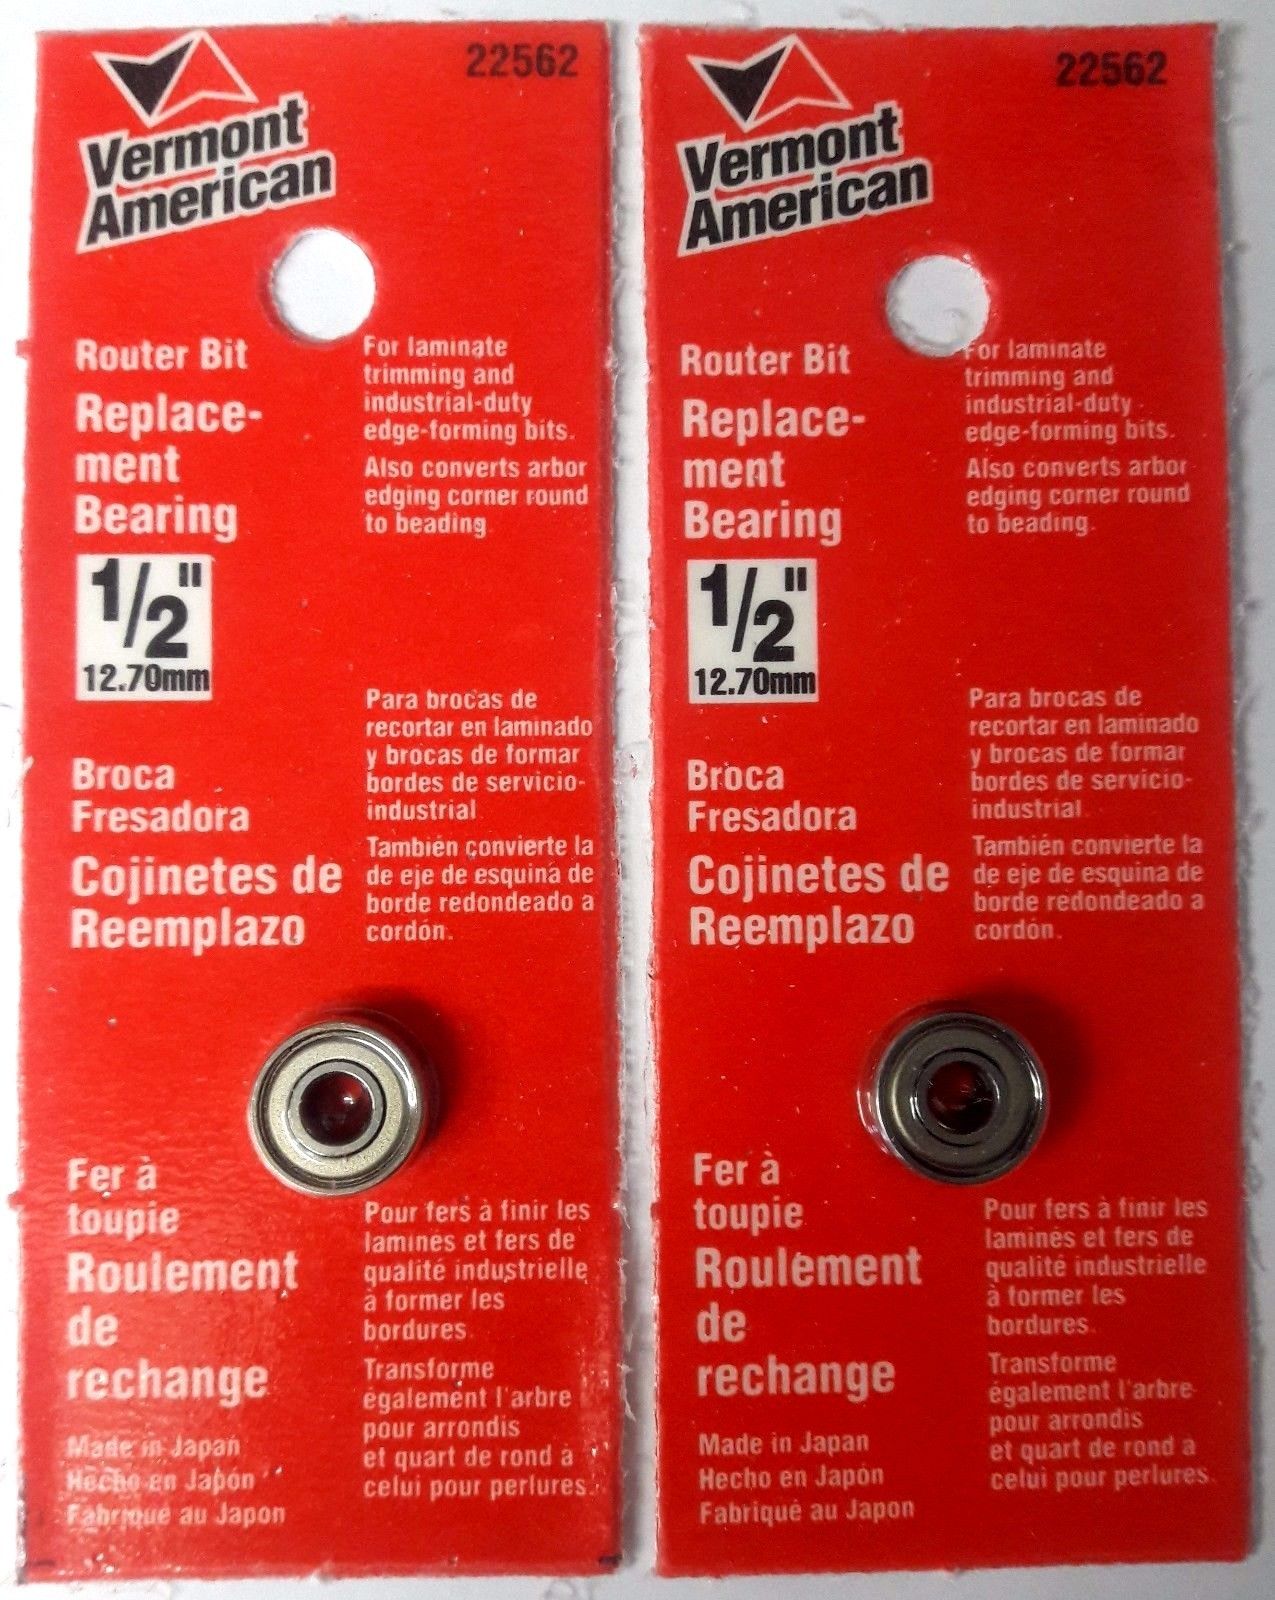 Vermont
American
22562
Router Bit
Replace-
ment
Bearing
1/2"
12.70mm
For laminate
trimming and
industrial-duty
edge-forming bits.
Also converts arbor
edging corner round
to beading.
Broca
Fresadora
Cojinetes de
Reemplazo
Para brocas de
recortar en laminado
y brocas de formar
bordes de servicio-
industrial
También convierte la
de eje de esquina de
borde redondeado a
cordón.
Fer à
toupie
Roulement
de
rechange
Made in Japan
Hecho en Japón
Fabriqué au Japon
Pour fers à finir les
laminés et fers de
qualité industrielle
à former les
bordures.
Transforme
également l'arbre
pour arrondis
et quart de rond à
celui pour perlures.
Vermont
American
22562
Router Bit
Replace-
ment
Bearing
1/2"
12.70mm
For laminate
trimming and
industrial-duty
edge-forming bits.
Also converts arbor
edging corner round
to beading.
Broca
Fresadora
Cojinetes de
Reemplazo
Para brocas de
recortar en laminado
y brocas de formar
bordes de servicio-
industrial
También convierte la
de eje de esquina de
borde redondeado a
cordón.
Fer à
toupie
Roulement
de
rechange
Made in Japan
Hecho en Japón
Fabriqué au Japon
Pour fers à finir les
laminés et fers de
qualité industrielle
à former les
bordures.
Transforme
également l'arbre
pour arrondis
et quart de rond à
celui pour perlures.